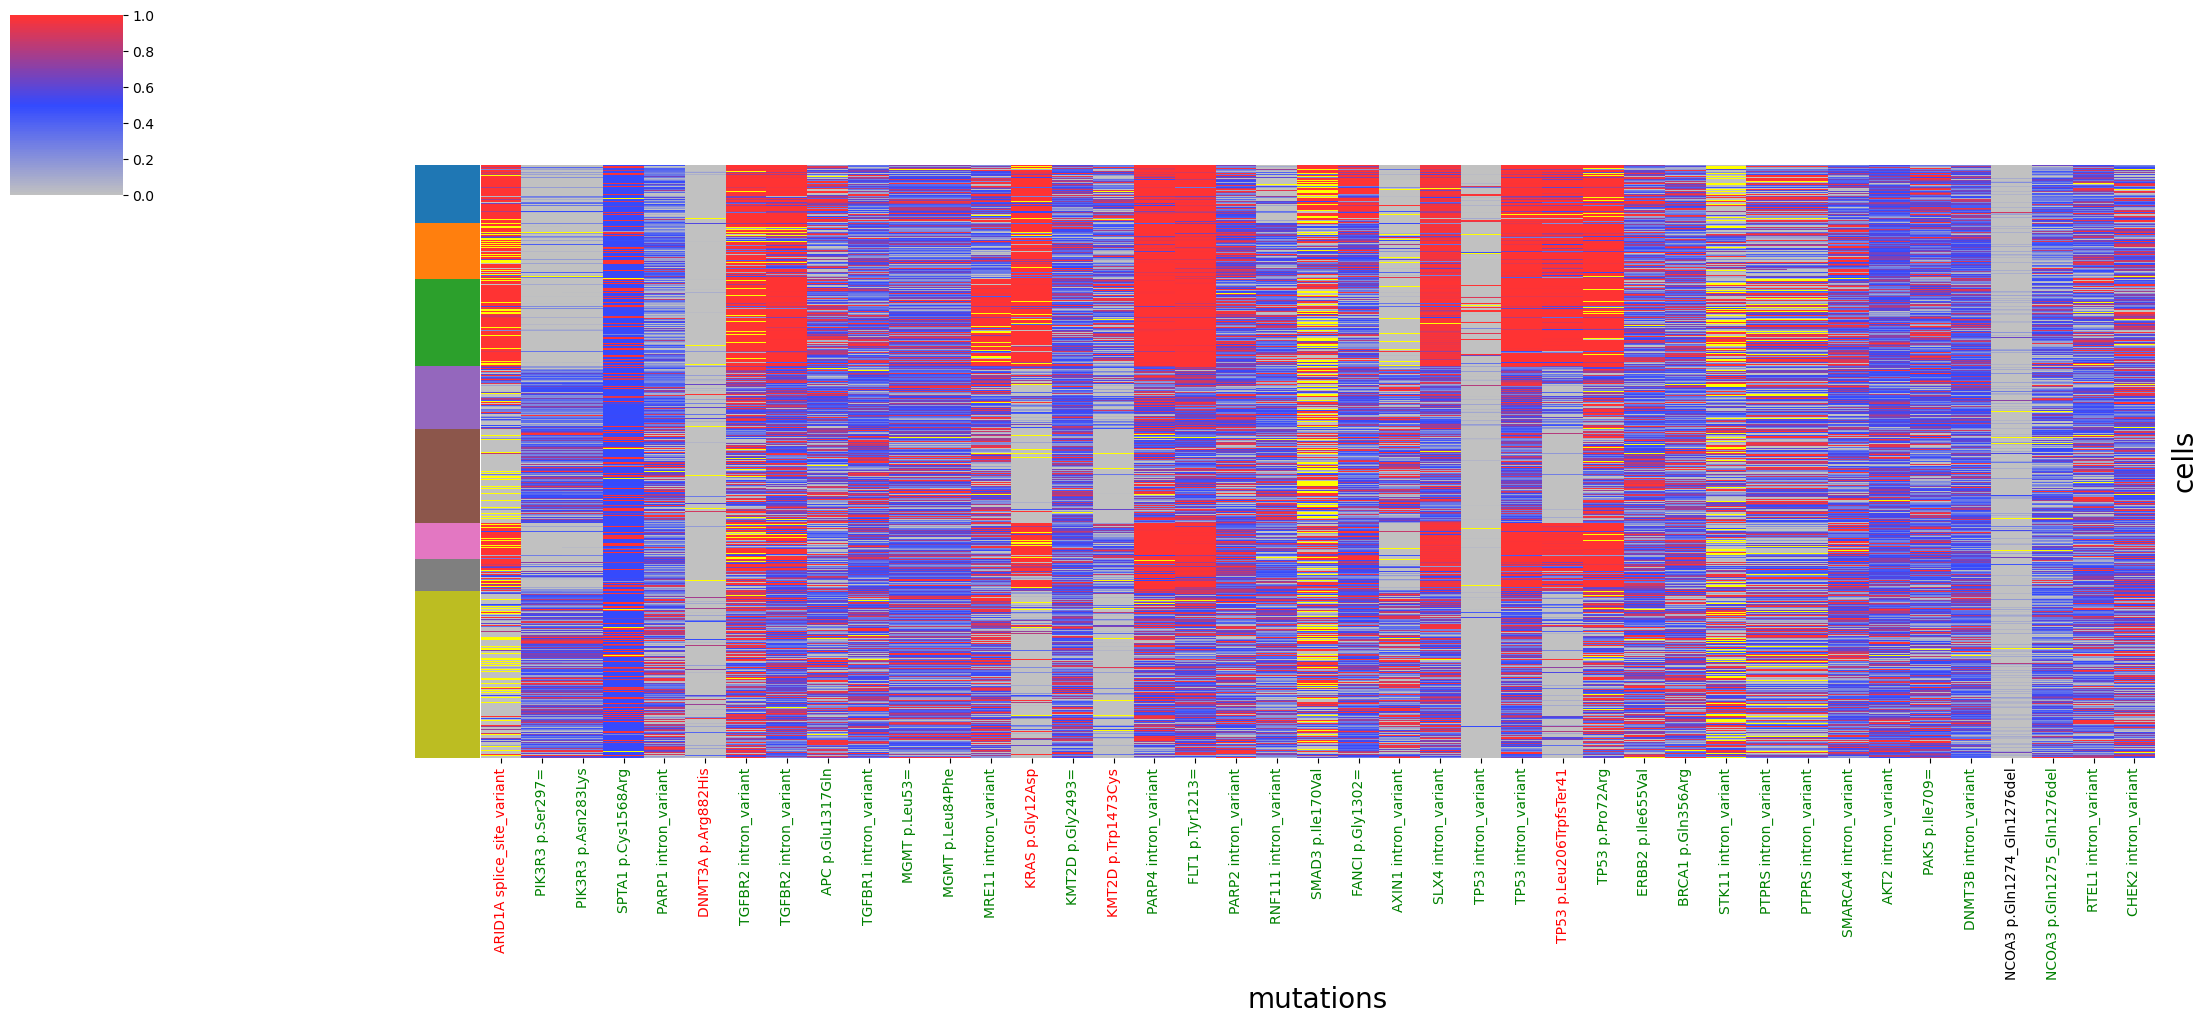 1.0
0.8
0.6
0.4
0.2
0.0
cells
ARID1A splice_site_variant
PIK3R3 p.Ser297=
PIK3R3 p.Asn283Lys
SPTA1 p.Cys1568Arg
PARP1 intron_variant
DNMT3A p.Arg882His
TGFBR2 intron_variant
TGFBR2 intron_variant
APC p.Glu1317Gln
TGFBR1 intron_variant
MGMT p.Leu53=
MGMT p.Leu84Phe
MRE11 intron_variant
KRAS p.Gly12Asp
KMT2D p.Gly2493=
KMT2D p.Trp1473Cys
PARP4 intron_variant
FLT1 p.Tyr1213=
PARP2 intron_variant
RNF111 intron_variant
SMAD3 p.Ile170Val
FANCI p.Gly1302=
AXIN1 intron_variant
SLX4 intron_variant
TP53 intron_variant
TP53 intron_variant
TP53 p.Leu206TrpfsTer41
TP53 p.Pro72Arg
ERBB2 p.Ile655Val
BRCA1 p.Gln356Arg
STK11 intron_variant
PTPRS intron_variant
PTPRS intron_variant
SMARCA4 intron_variant
AKT2 intron_variant
PAK5 p.Ile709=
DNMT3B intron_variant
NCOA3 p.Gln1274_Gln1276del
NCOA3 p.Gln1275_Gln1276del
RTEL1 intron_variant
CHEK2 intron_variant
mutations